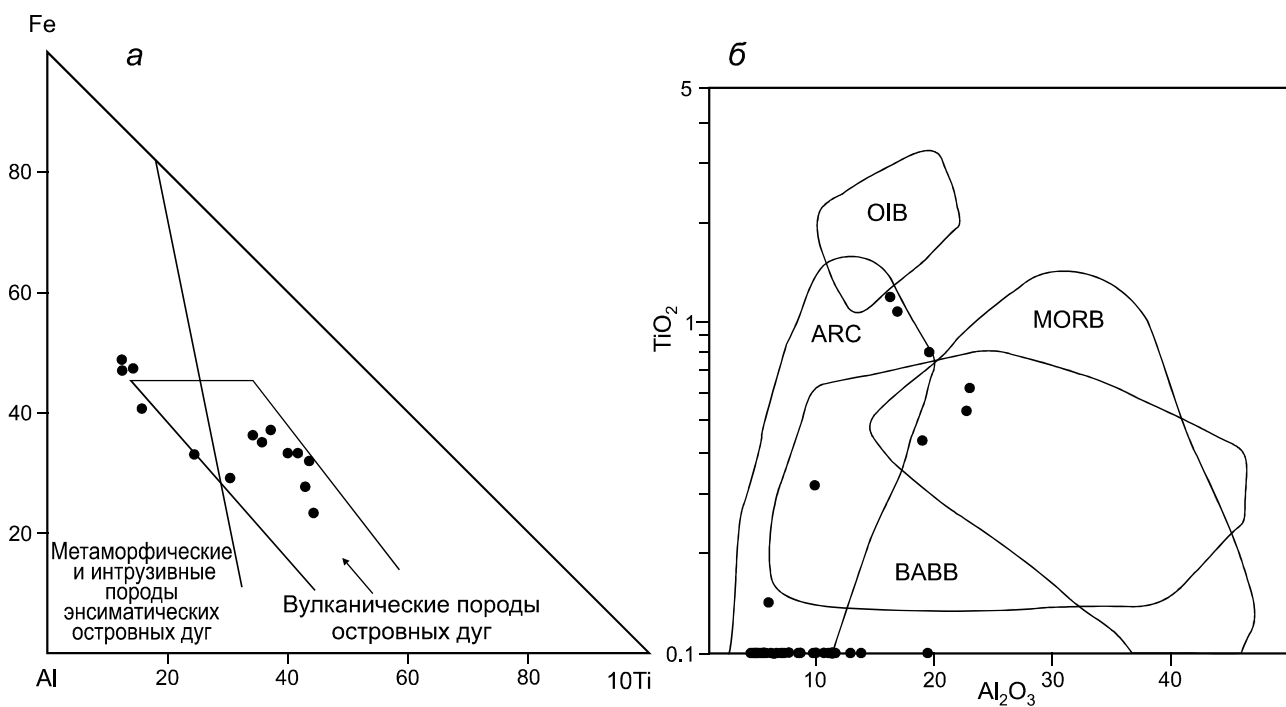 Fe
а
80
60
40
20
Метаморфические
и интрузивные
породы
энсиматических
островных дуг
Вулканические породы
островных дуг
Al
20
40
60
80
10Ti
б
5
1
0.1
TiO₂
OIB
ARC
MORB
BABB
10
20
30
40
Al₂O₃